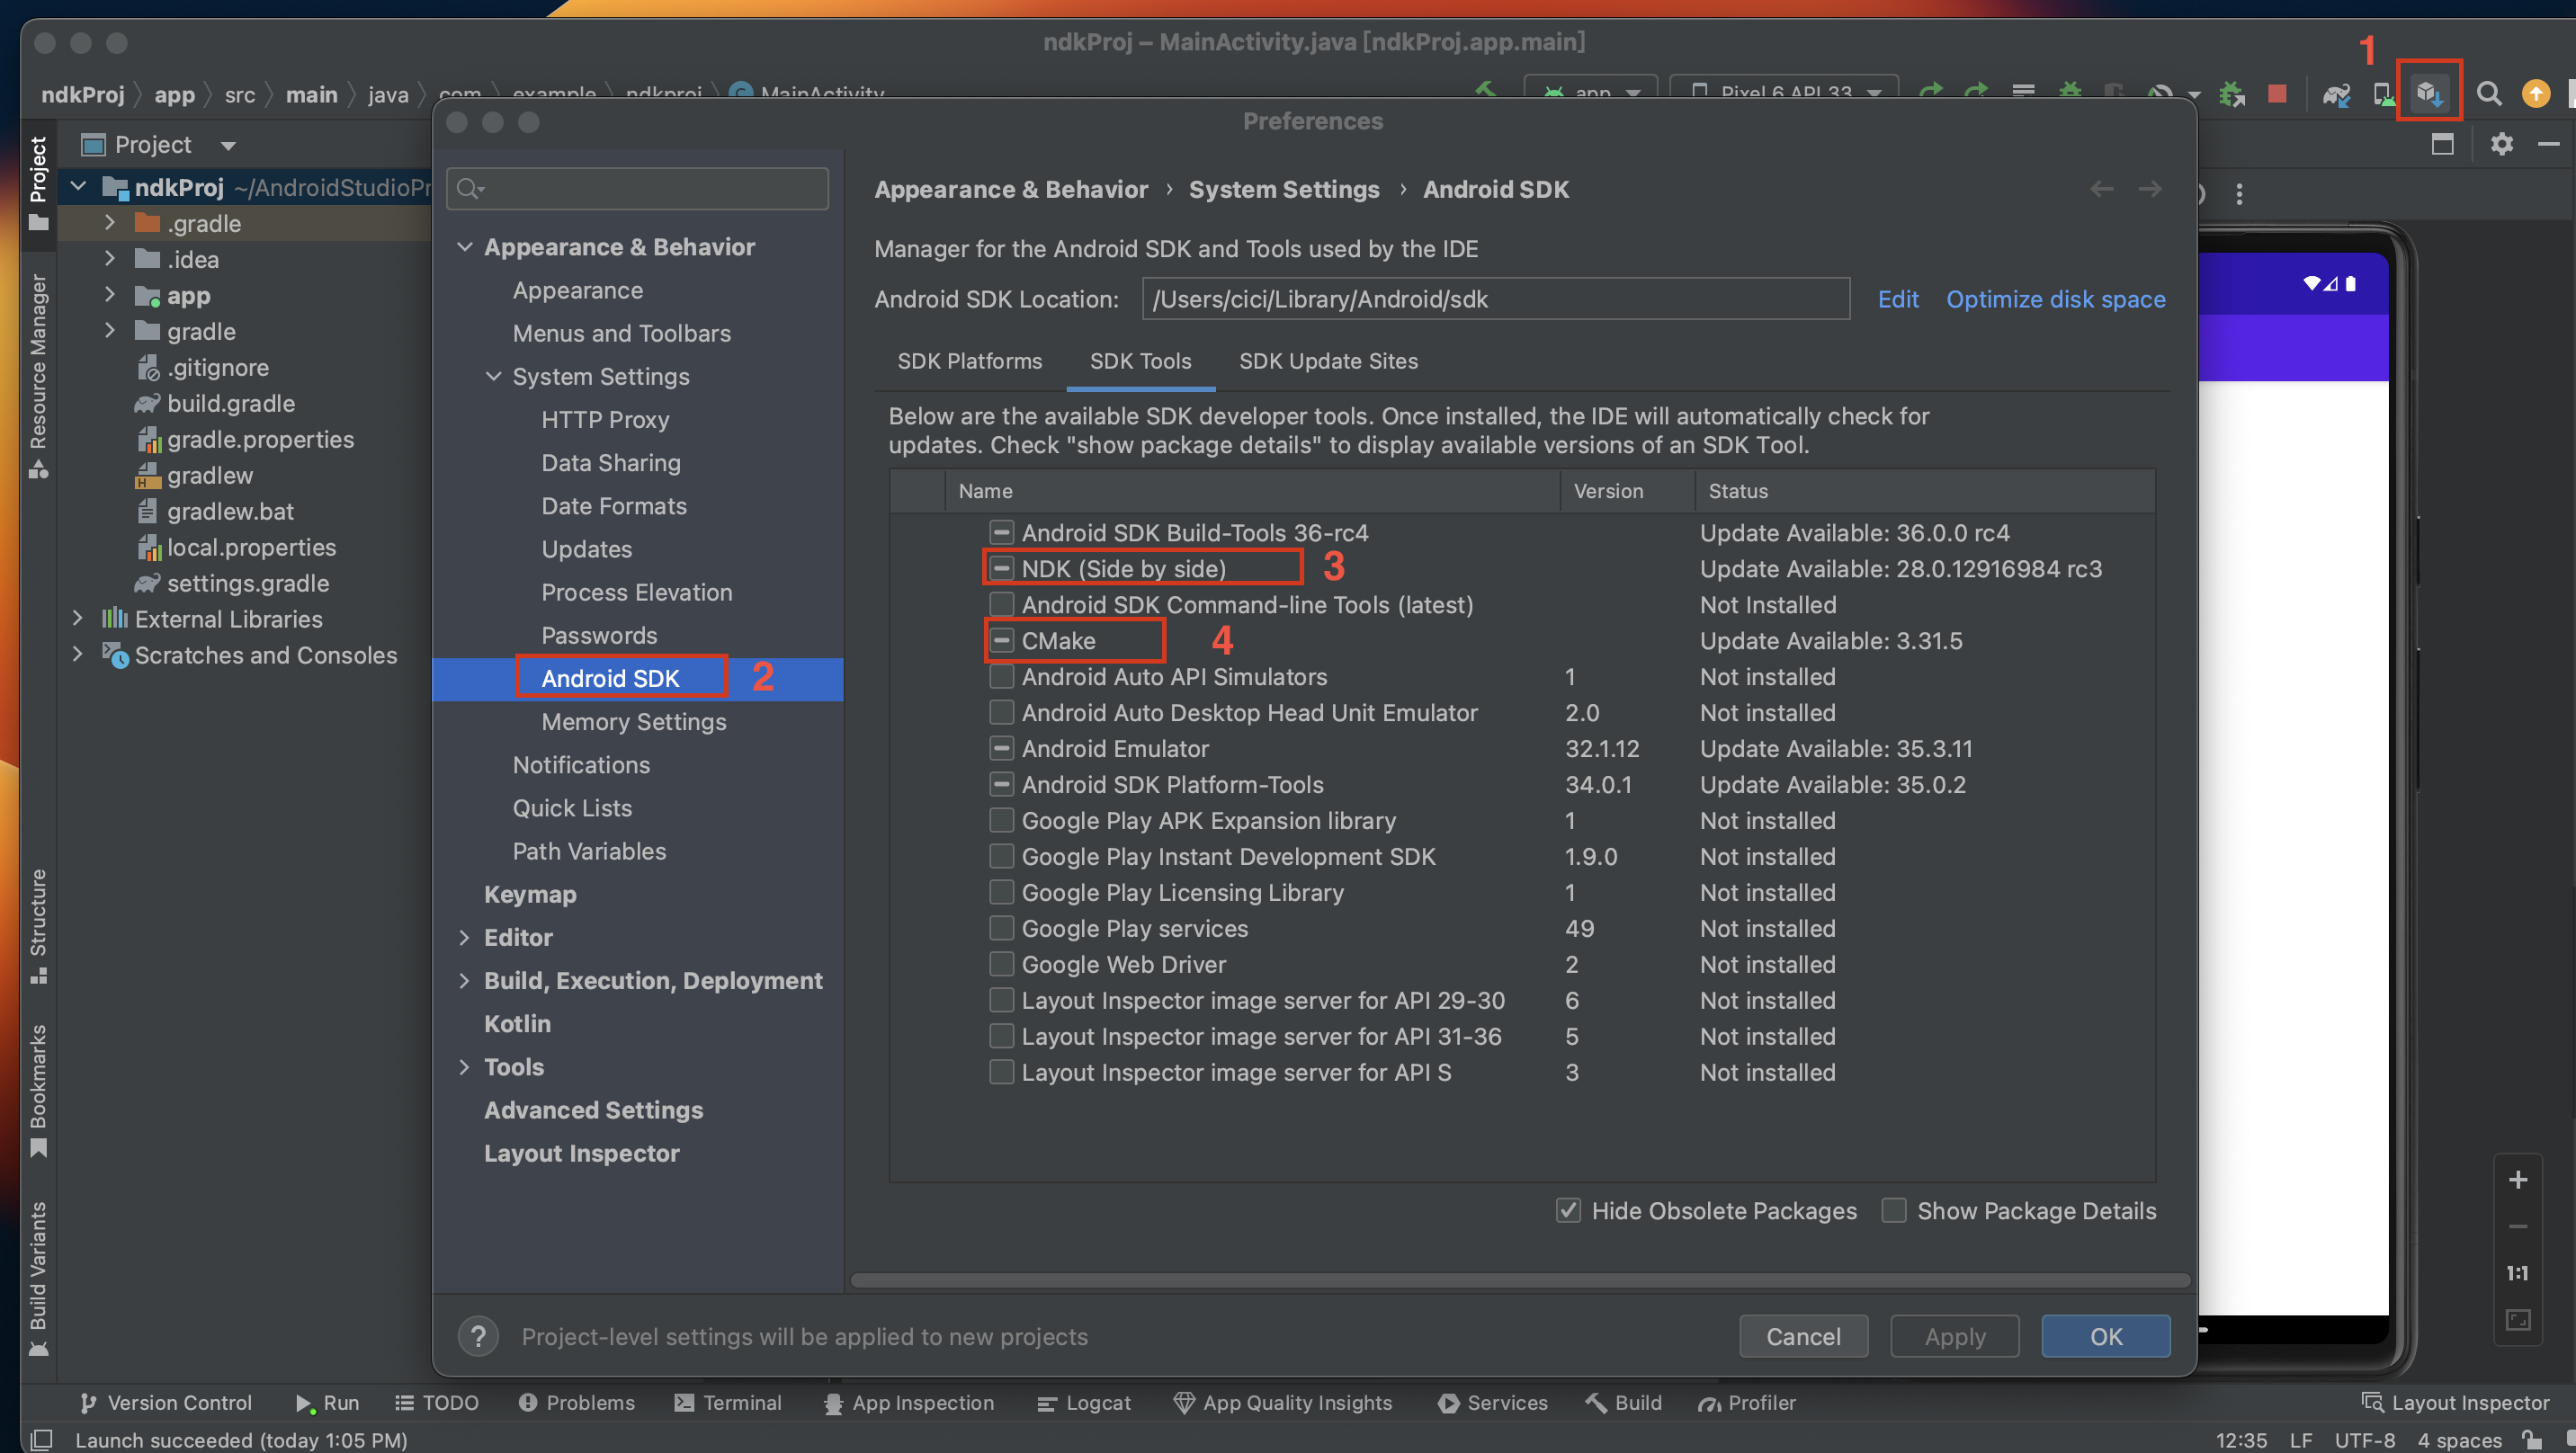 ndkProj – MainActivity.java [ndkProj.app.main]
1
ndkProj app src main java com example ndkproj MainActivity
app Pixel 6 API 33
Preferences
Project
Project
ndkProj ~/AndroidStudioPr
.gradle
.idea
app
gradle
.gitignore
build.gradle
gradle.properties
gradlew
gradlew.bat
local.properties
settings.gradle
External Libraries
Scratches and Consoles
Resource Manager
Structure
Bookmarks
Build Variants
Appearance & Behavior
Appearance
Menus and Toolbars
System Settings
HTTP Proxy
Data Sharing
Date Formats
Updates
Process Elevation
Passwords
Android SDK 2
Memory Settings
Notifications
Quick Lists
Path Variables
Keymap
Editor
Build, Execution, Deployment
Kotlin
Tools
Advanced Settings
Layout Inspector
Appearance & Behavior › System Settings › Android SDK
Manager for the Android SDK and Tools used by the IDE
Android SDK Location: /Users/cici/Library/Android/sdk Edit Optimize disk space
SDK Platforms SDK Tools SDK Update Sites
Below are the available SDK developer tools. Once installed, the IDE will automatically check for
updates. Check "show package details" to display available versions of an SDK Tool.
Name Version Status
Android SDK Build-Tools 36-rc4 Update Available: 36.0.0 rc4
NDK (Side by side) 3 Update Available: 28.0.12916984 rc3
Android SDK Command-line Tools (latest) Not Installed
CMake 4 Update Available: 3.31.5
Android Auto API Simulators 1 Not installed
Android Auto Desktop Head Unit Emulator 2.0 Not installed
Android Emulator 32.1.12 Update Available: 35.3.11
Android SDK Platform-Tools 34.0.1 Update Available: 35.0.2
Google Play APK Expansion library 1 Not installed
Google Play Instant Development SDK 1.9.0 Not installed
Google Play Licensing Library 1 Not installed
Google Play services 49 Not installed
Google Web Driver 2 Not installed
Layout Inspector image server for API 29-30 6 Not installed
Layout Inspector image server for API 31-36 5 Not installed
Layout Inspector image server for API S 3 Not installed
Hide Obsolete Packages Show Package Details
1:1
? Project-level settings will be applied to new projects Cancel Apply OK
Version Control Run TODO Problems Terminal App Inspection Logcat App Quality Insights Services Build Profiler Layout Inspector
Launch succeeded (today 1:05 PM) 12:35 LF UTF-8 4 spaces